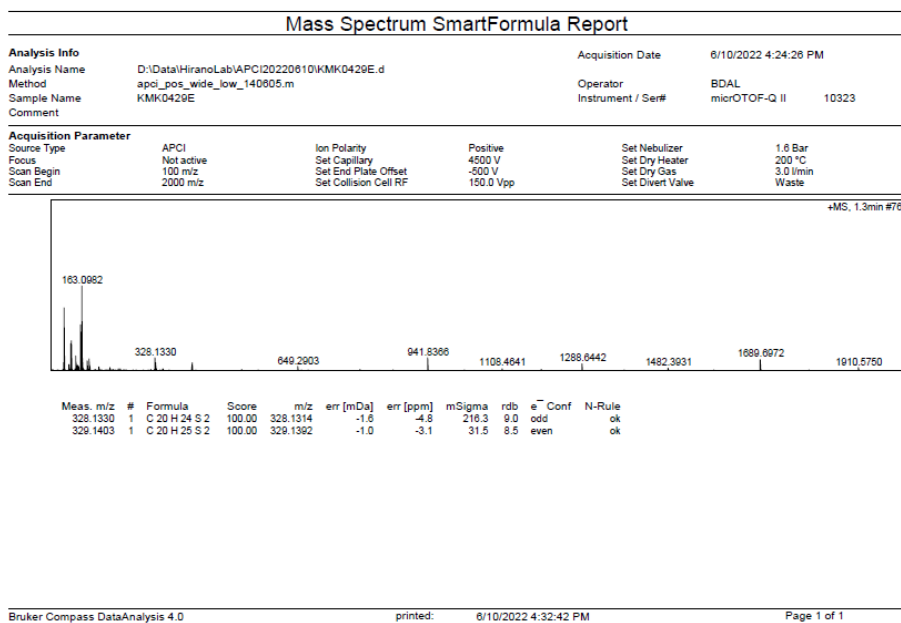 Mass Spectrum SmartFormula Report
Analysis Info
Acquisition Date 6/10/2022 4:24:26 PM
Analysis Name D:\Data\HiranoLab\APCI20220610\KMK0429E.d
Method apci_pos_wide_low_140605.m
Operator BDAL
Sample Name KMK0429E
Instrument / Ser# micrOTOF-Q II 10323
Comment
Acquisition Parameter
Source Type APCI Ion Polarity Positive Set Nebulizer 1.6 Bar
Focus Not active Set Capillary 4500 V Set Dry Heater 200 °C
Scan Begin 100 m/z Set End Plate Offset -500 V Set Dry Gas 3.0 l/min
Scan End 2000 m/z Set Collision Cell RF 150.0 Vpp Set Divert Valve Waste
+MS, 1.3min #76
163.0982
328.1330
649.2903
941.8366
1108.4641
1288.6442
1482.3931
1689.6972
1910.5750
Meas. m/z # Formula Score m/z err [mDa] err [ppm] mSigma rdb e¯ Conf N-Rule
328.1330 1 C 20 H 24 S 2 100.00 328.1314 -1.6 -4.8 216.3 9.0 odd ok
329.1403 1 C 20 H 25 S 2 100.00 329.1392 -1.0 -3.1 31.5 8.5 even ok
Bruker Compass DataAnalysis 4.0 printed: 6/10/2022 4:32:42 PM Page 1 of 1